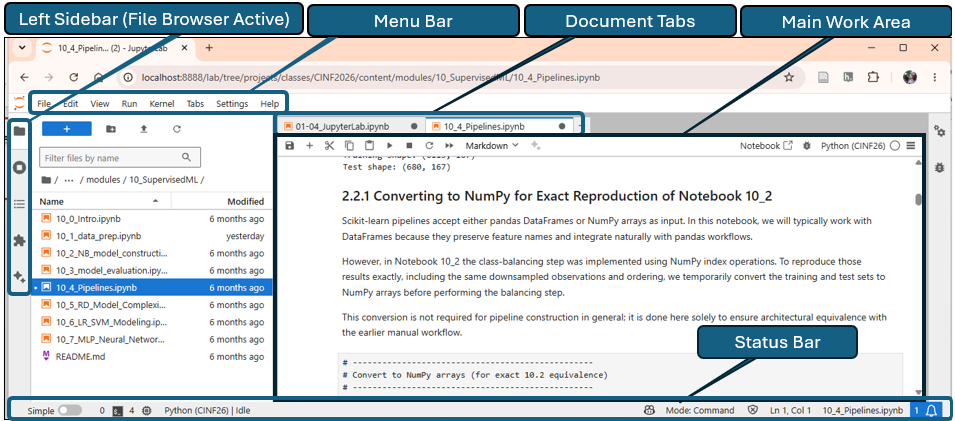 Left Sidebar (File Browser Active)
Menu Bar
Document Tabs
Main Work Area
10_4_Pipelin... (2) - JupyterLab
localhost:8888/lab/tree/projects/classes/CINF2026/content/modules/10_SupervisedML/10_4_Pipelines.ipynb
File Edit View Run Kernel Tabs Settings Help
01-04_JupyterLab.ipynb
10_4_Pipelines.ipynb
Filter files by name
/ ... / modules / 10_SupervisedML /
Name Modified
10_0_Intro.ipynb 6 months ago
10_1_data_prep.ipynb yesterday
10_2_NB_model_constructi... 6 months ago
10_3_model_evaluation.ipy... 6 months ago
10_4_Pipelines.ipynb 6 months ago
10_5_RD_Model_Complexi... 6 months ago
10_6_LR_SVM_Modeling.ip... 6 months ago
10_7_MLP_Neural_Networ... 6 months ago
README.md 6 months ago
Markdown
Notebook
Python (CINF26)
Test shape: (680, 167)
2.2.1 Converting to NumPy for Exact Reproduction of Notebook 10_2
Scikit-learn pipelines accept either pandas DataFrames or NumPy arrays as input. In this notebook, we will typically work with
DataFrames because they preserve feature names and integrate naturally with pandas workflows.
However, in Notebook 10_2 the class-balancing step was implemented using NumPy index operations. To reproduce those
results exactly, including the same downsampled observations and ordering, we temporarily convert the training and test sets to
NumPy arrays before performing the balancing step.
This conversion is not required for pipeline construction in general; it is done here solely to ensure architectural equivalence with
the earlier manual workflow.
# --------------------------------------------------
# Convert to NumPy arrays (for exact 10.2 equivalence)
# --------------------------------------------------
Status Bar
Simple 0 4 Python (CINF26) | Idle
Mode: Command Ln 1, Col 1 10_4_Pipelines.ipynb 1